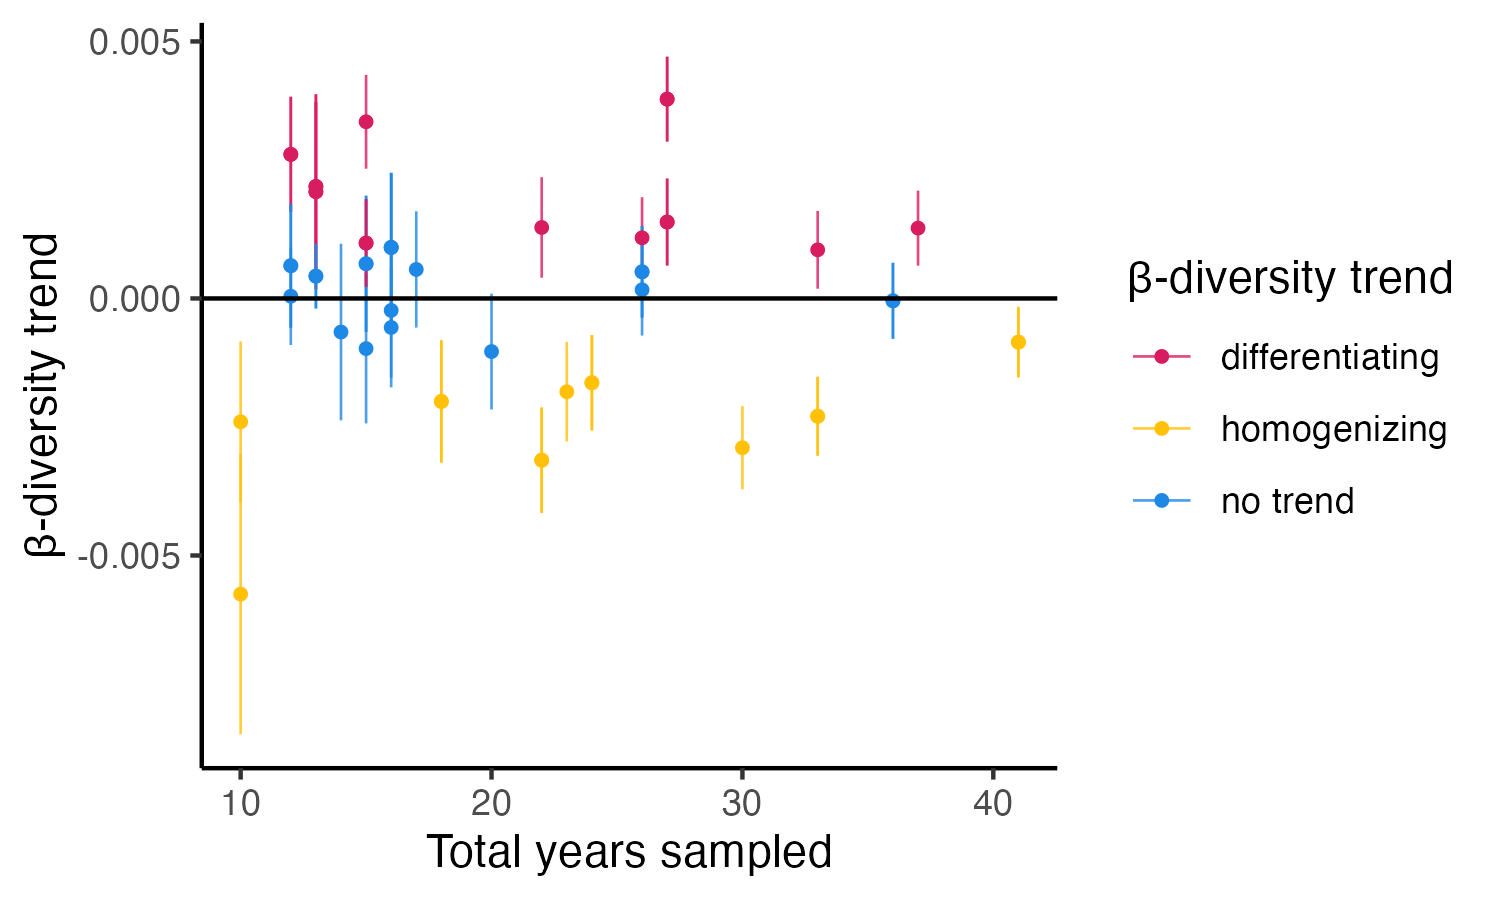 0.005
0.000
-0.005
β-diversity trend
10 20 30 40
Total years sampled
β-diversity trend
differentiating
homogenizing
no trend